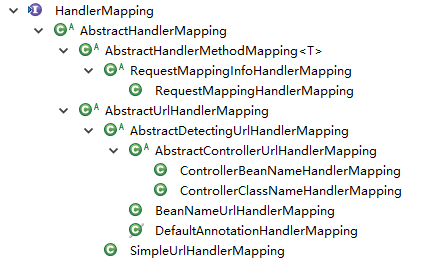 HandlerMapping
AbstractHandlerMapping
AbstractHandlerMethodMapping<T>
RequestMappingInfoHandlerMapping
RequestMappingHandlerMapping
AbstractUrlHandlerMapping
AbstractDetectingUrlHandlerMapping
AbstractControllerUrlHandlerMapping
ControllerBeanNameHandlerMapping
ControllerClassNameHandlerMapping
BeanNameUrlHandlerMapping
DefaultAnnotationHandlerMapping
SimpleUrlHandlerMapping